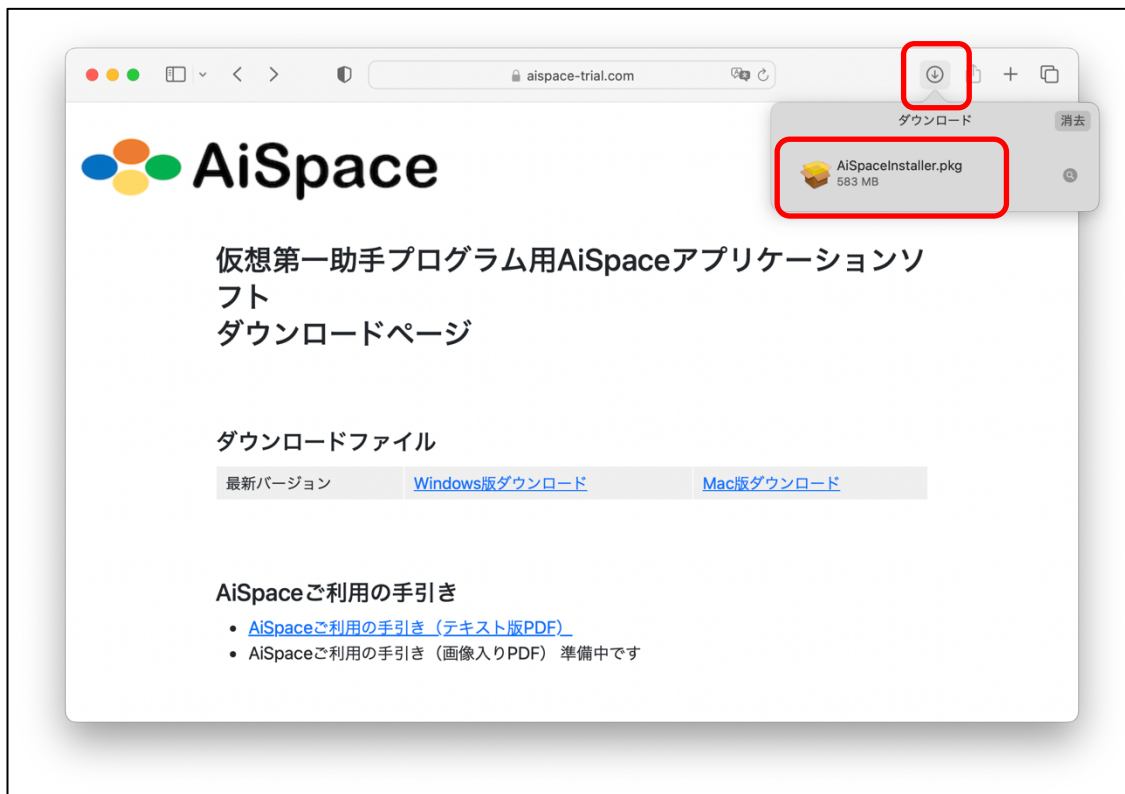 aispace-trial.com
ダウンロード
消去
AiSpaceInstaller.pkg
583 MB
AiSpace
仮想第一助手プログラム用AiSpaceアプリケーションソ
フト
ダウンロードページ
ダウンロードファイル
最新バージョン Windows版ダウンロード Mac版ダウンロード
AiSpaceご利用の手引き
• AiSpaceご利用の手引き（テキスト版PDF）
• AiSpaceご利用の手引き（画像入りPDF） 準備中です